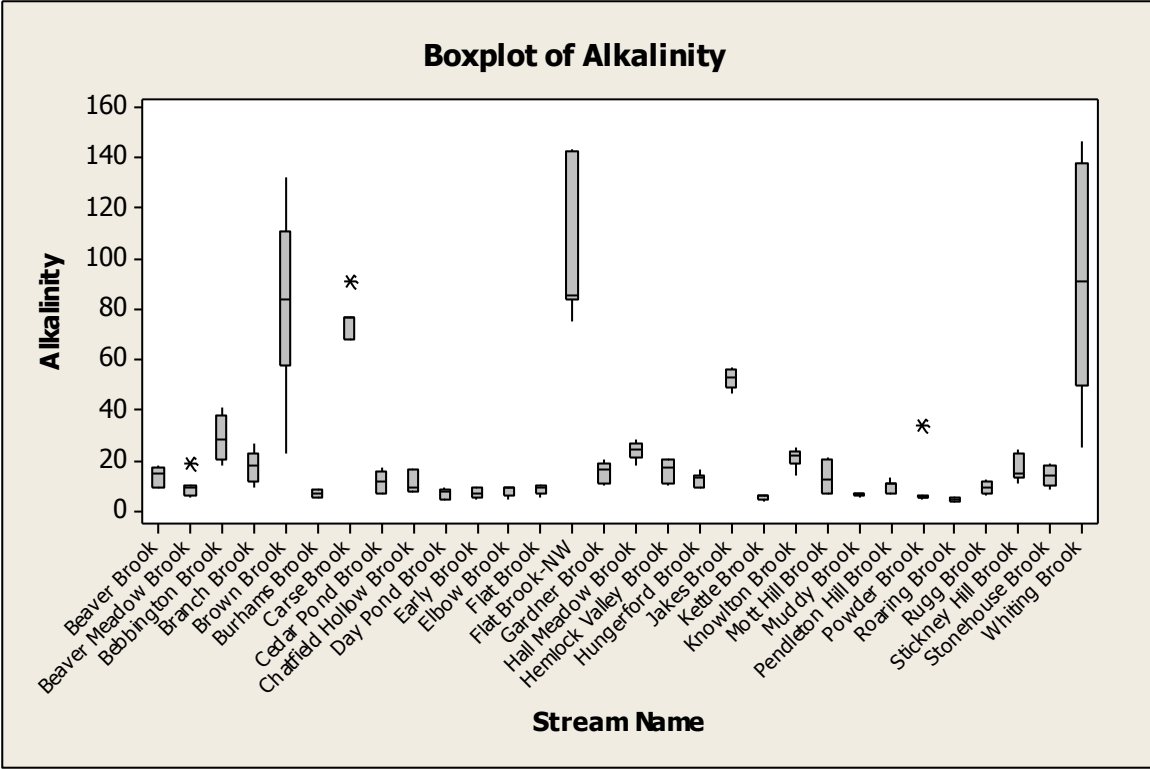 Boxplot of Alkalinity
160
140
120
100
80
60
40
20
0
Alkalinity
Beaver Brook
Beaver Meadow Brook
Bebbington Brook
Branch Brook
Brown Brook
Burhams Brook
Carse Brook
Cedar Pond Brook
Chatfield Hollow Brook
Day Pond Brook
Early Brook
Elbow Brook
Flat Brook
Flat Brook-NW
Gardner Brook
Hall Meadow Brook
Hemlock Valley Brook
Hungerford Brook
Jakes Brook
Kettle Brook
Knowlton Brook
Mott Hill Brook
Muddy Brook
Pendleton Hill Brook
Powder Brook
Roaring Brook
Rugg Brook
Stickney Hill Brook
Stonehouse Brook
Whiting Brook
Stream Name